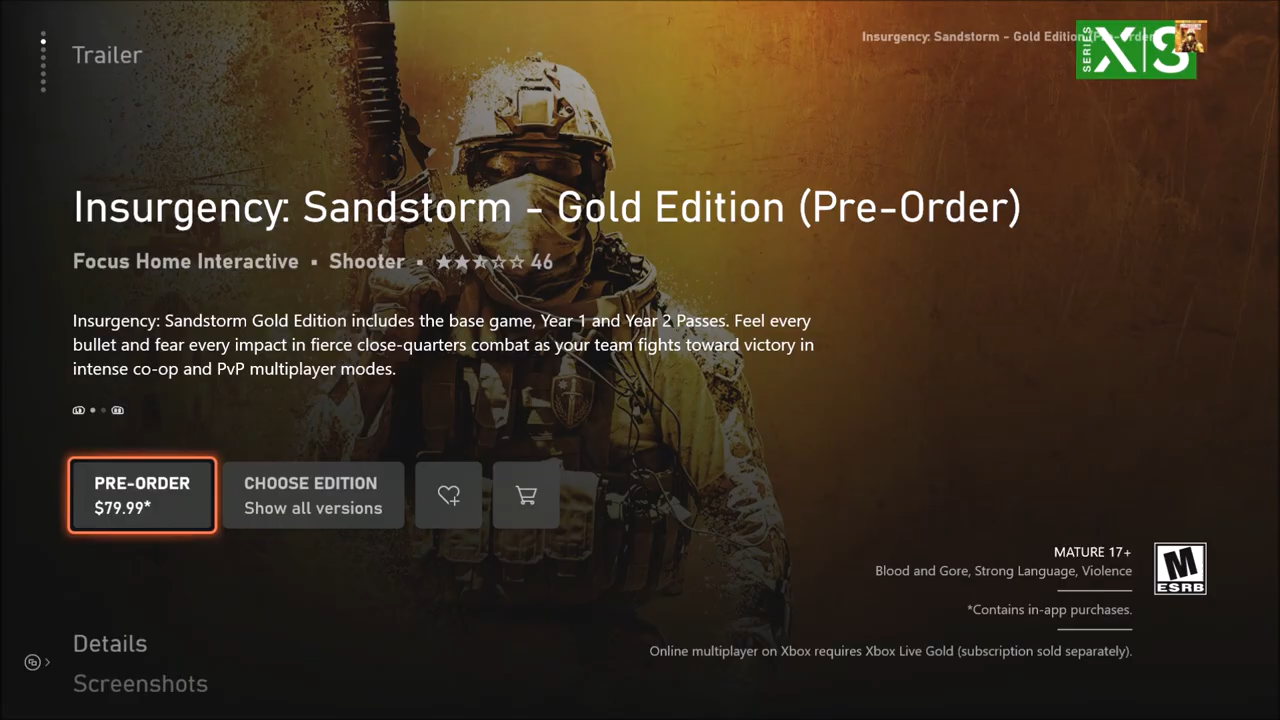 Trailer
Insurgency: Sandstorm - Gold Edition (Pre-Order)
SERIES X|S
Insurgency: Sandstorm - Gold Edition (Pre-Order)
Focus Home Interactive ▪ Shooter ▪ 46
Insurgency: Sandstorm Gold Edition includes the base game, Year 1 and Year 2 Passes. Feel every
bullet and fear every impact in fierce close-quarters combat as your team fights toward victory in
intense co-op and PvP multiplayer modes.
PRE-ORDER
$79.99*
CHOOSE EDITION
Show all versions
MATURE 17+
Blood and Gore, Strong Language, Violence
M
ESRB
*Contains in-app purchases.
Online multiplayer on Xbox requires Xbox Live Gold (subscription sold separately).
Details
Screenshots